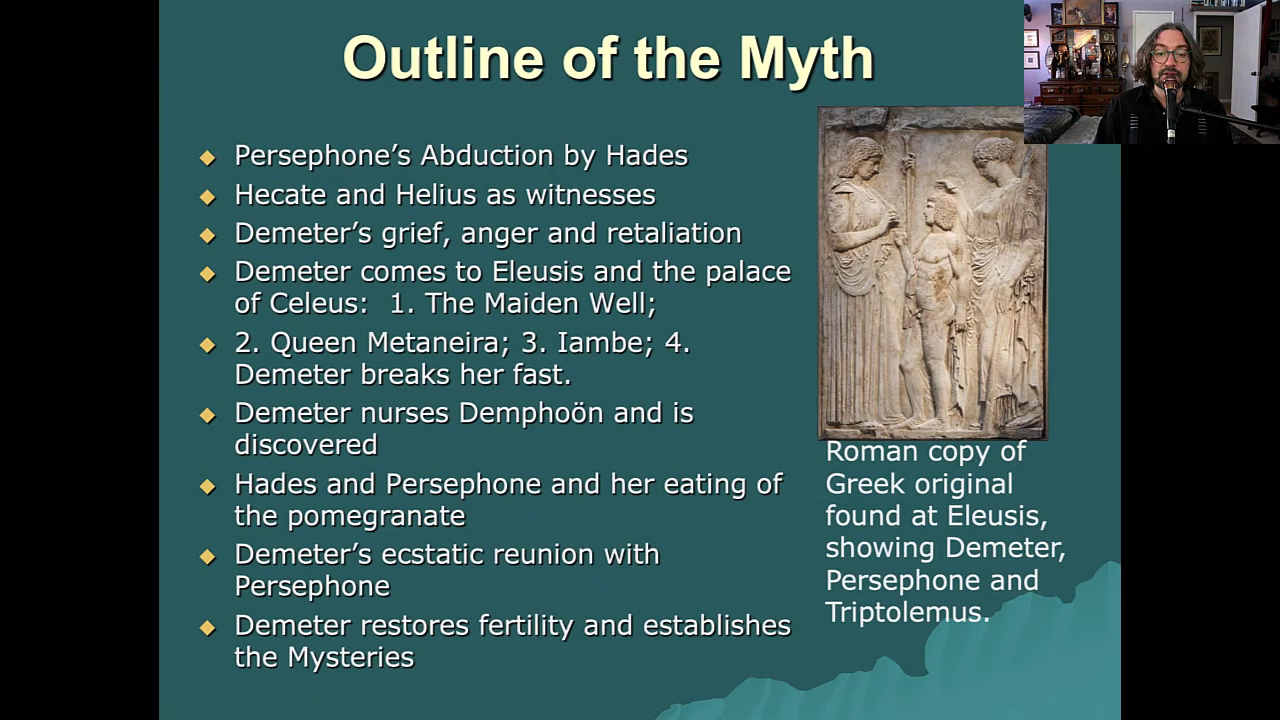 Outline of the Myth
Persephone’s Abduction by Hades
Hecate and Helius as witnesses
Demeter’s grief, anger and retaliation
Demeter comes to Eleusis and the palace
of Celeus:  1. The Maiden Well;
2. Queen Metaneira; 3. Iambe; 4.
Demeter breaks her fast.
Demeter nurses Demphoön and is
discovered
Hades and Persephone and her eating of
the pomegranate
Demeter’s ecstatic reunion with
Persephone
Demeter restores fertility and establishes
the Mysteries
Roman copy of
Greek original
found at Eleusis,
showing Demeter,
Persephone and
Triptolemus.